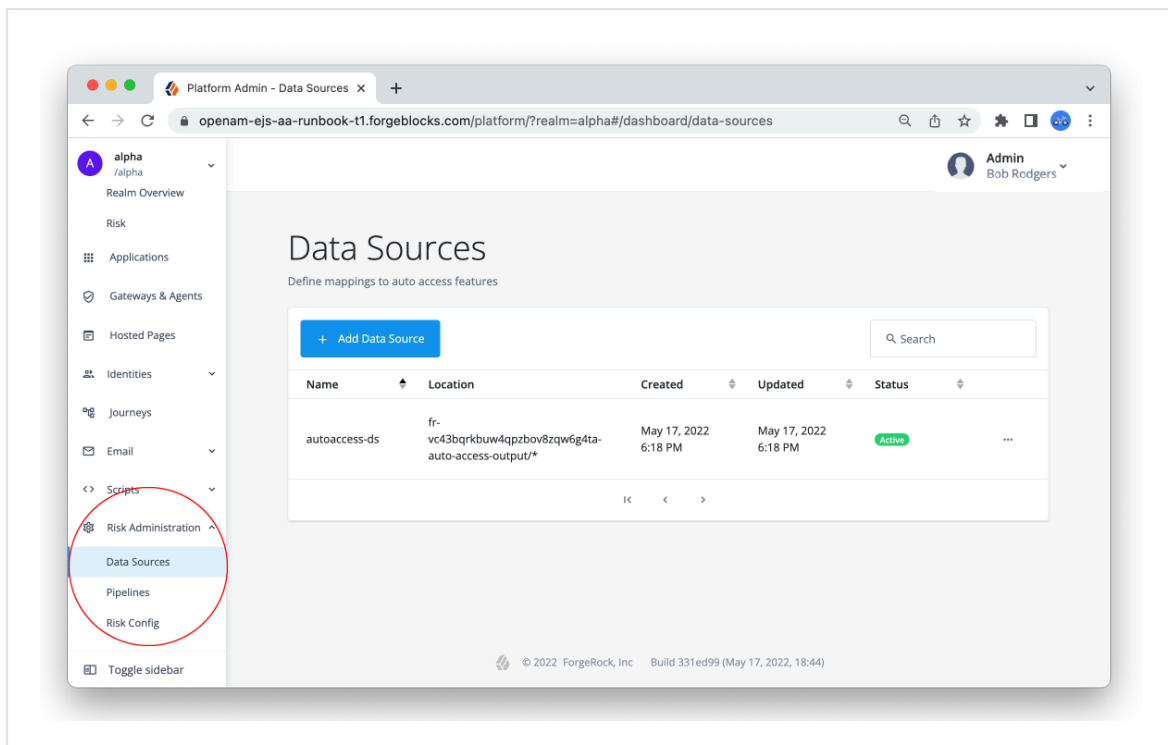 Platform Admin - Data Sources
openam-ejs-aa-runbook-t1.forgeblocks.com/platform/?realm=alpha#/dashboard/data-sources
A
alpha
/alpha
Realm Overview
Risk
Applications
Gateways & Agents
Hosted Pages
Identities
Journeys
Email
Scripts
Risk Administration
Data Sources
Pipelines
Risk Config
Toggle sidebar
Admin
Bob Rodgers
Data Sources
Define mappings to auto access features
+ Add Data Source
Search
Name Location Created Updated Status
autoaccess-ds
fr-
vc43bqrkbuw4qpzbov8zqw6g4ta-
auto-access-output/*
May 17, 2022
6:18 PM
May 17, 2022
6:18 PM
Active
© 2022 ForgeRock, Inc Build 331ed99 (May 17, 2022, 18:44)